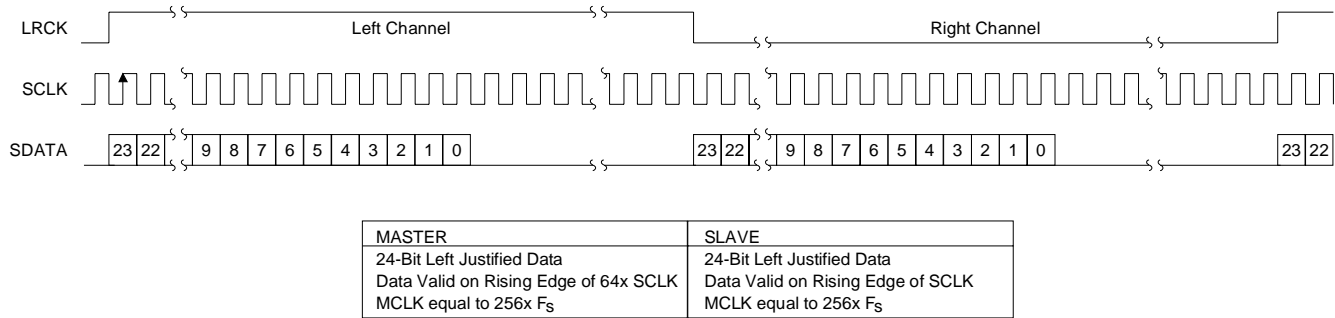 LRCK Left Channel Right Channel
SCLK
SDATA 23 22 9 8 7 6 5 4 3 2 1 0 23 22 9 8 7 6 5 4 3 2 1 0 23 22
MASTER SLAVE
24-Bit Left Justified Data 24-Bit Left Justified Data
Data Valid on Rising Edge of 64x SCLK Data Valid on Rising Edge of SCLK
MCLK equal to 256x FS MCLK equal to 256x FS